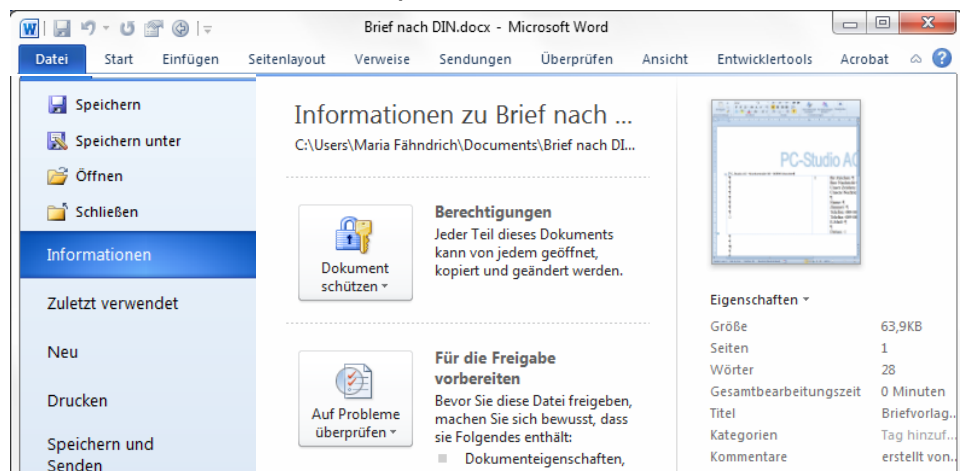 Brief nach DIN.docx - Microsoft Word
Datei Start Einfügen Seitenlayout Verweise Sendungen Überprüfen Ansicht Entwicklertools Acrobat
Speichern
Speichern unter
Öffnen
Schließen
Informationen
Zuletzt verwendet
Neu
Drucken
Speichern und
Senden
Informationen zu Brief nach ...
C:\Users\Maria Fähndrich\Documents\Brief nach DI...
Dokument
schützen
Berechtigungen
Jeder Teil dieses Dokuments
kann von jedem geöffnet,
kopiert und geändert werden.
Auf Probleme
überprüfen
Für die Freigabe
vorbereiten
Bevor Sie diese Datei freigeben,
machen Sie sich bewusst, dass
sie Folgendes enthält:
Dokumenteigenschaften,
PC-Studio AG
Eigenschaften
Größe 63,9KB
Seiten 1
Wörter 28
Gesamtbearbeitungszeit 0 Minuten
Titel Briefvorlag...
Kategorien Tag hinzuf...
Kommentare erstellt von...